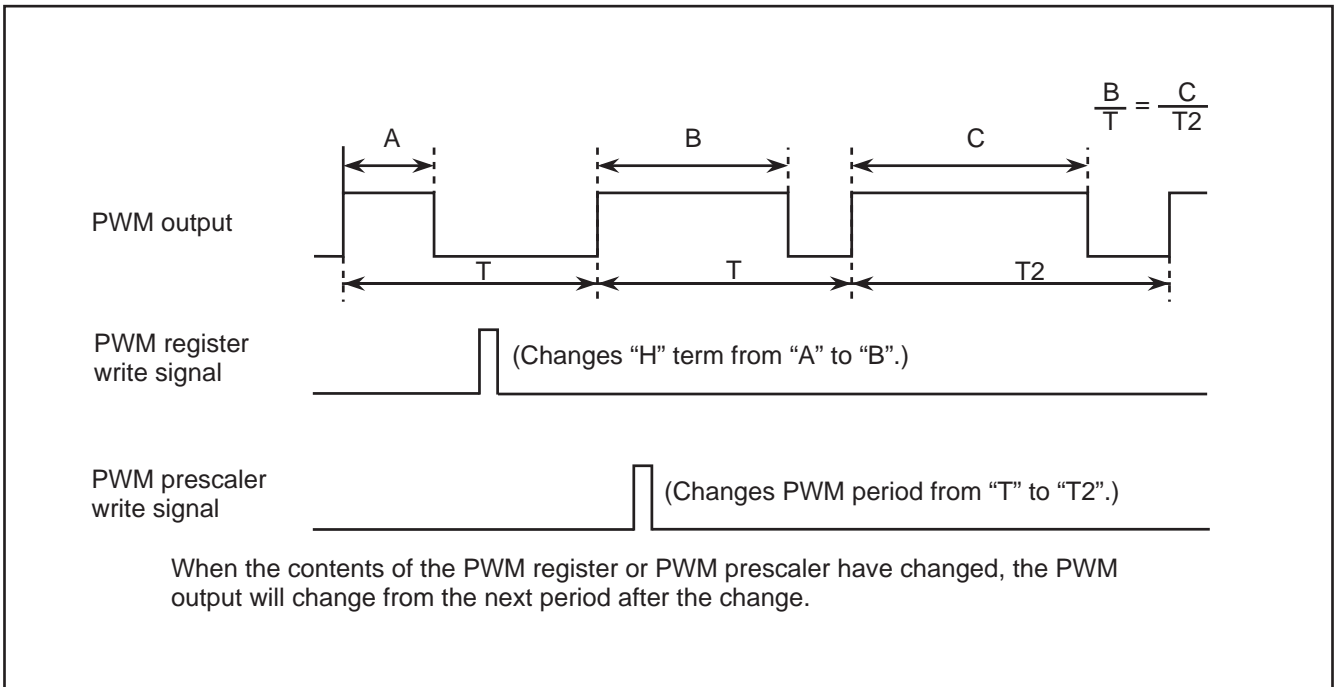 B = C
T T2
A B C
PWM output
T T T2
PWM register
write signal
(Changes “H” term from “A” to “B”.)
PWM prescaler
write signal
(Changes PWM period from “T” to “T2”.)
When the contents of the PWM register or PWM prescaler have changed, the PWM
output will change from the next period after the change.